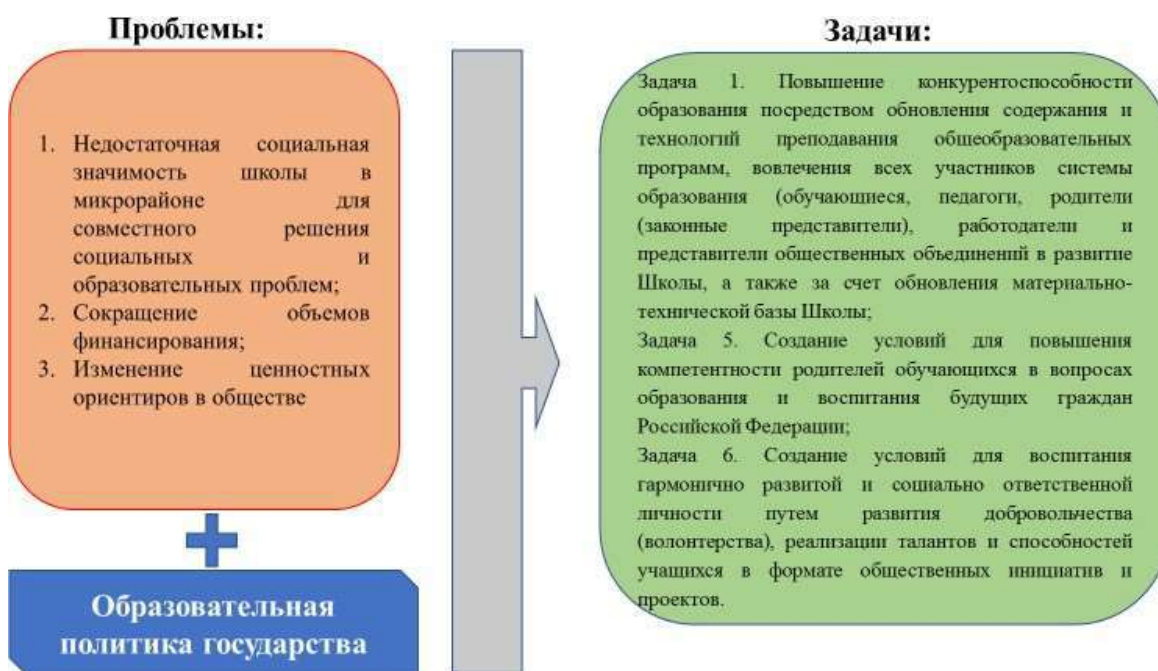 Проблемы:
1. Недостаточная социальная
значимость школы в
микрорайоне для
совместного решения
социальных и
образовательных проблем;
2. Сокращение объемов
финансирования;
3. Изменение ценностных
ориентиров в обществе
Образовательная
политика государства
Задачи:
Задача 1. Повышение конкурентоспособности
образования посредством обновления содержания и
технологий преподавания общеобразовательных
программ, вовлечения всех участников системы
образования (обучающиеся, педагоги, родители
(законные представители), работодатели и
представители общественных объединений в развитие
Школы, а также за счет обновления материально-
технической базы Школы;
Задача 5. Создание условий для повышения
компетентности родителей обучающихся в вопросах
образования и воспитания будущих граждан
Российской Федерации;
Задача 6. Создание условий для воспитания
гармонично развитой и социально ответственной
личности путем развития добровольчества
(волонтерства), реализации талантов и способностей
учащихся в формате общественных инициатив и
проектов.